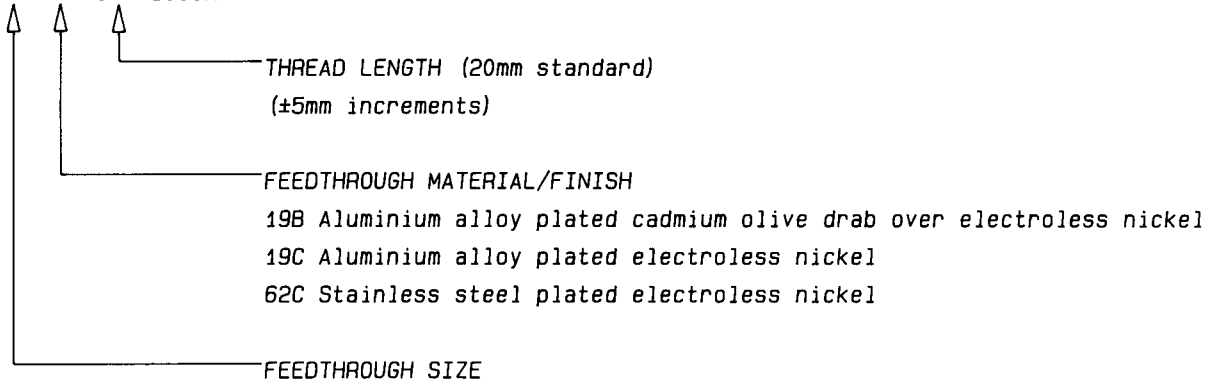 THREAD LENGTH (20mm standard)
(±5mm increments)
FEEDTHROUGH MATERIAL/FINISH
19B Aluminium alloy plated cadmium olive drab over electroless nickel
19C Aluminium alloy plated electroless nickel
62C Stainless steel plated electroless nickel
FEEDTHROUGH SIZE